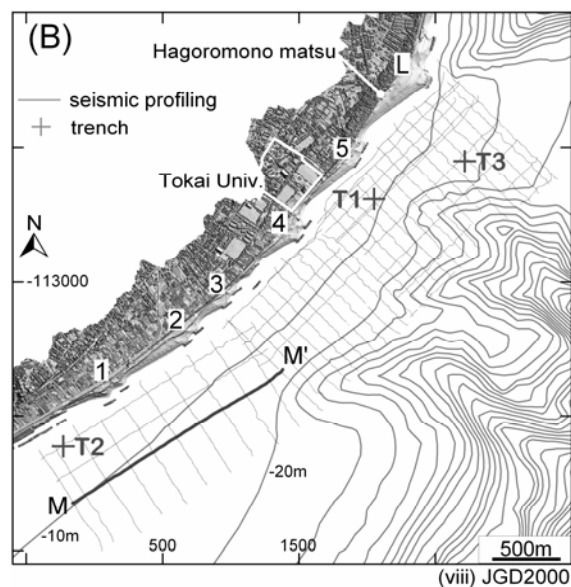 (B)
Hagoromono matsu
L
seismic profiling
trench
5
T3
Tokai Univ.
T1
4
N
-113000
3
2
M'
1
T2
-20m
M
-10m
500m
500
1500
(viii) JGD2000